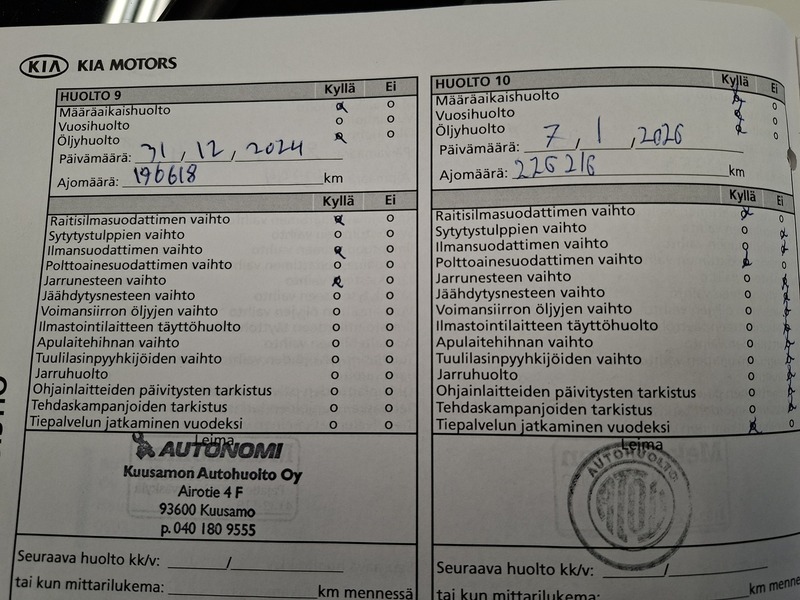 KIA KIA MOTORS
HUOLTO 9 Kyllä Ei
Määräaikaishuolto
Vuosihuolto
Öljyhuolto
Päivämäärä: 31, 12, 2024
Ajomäärä: 196618 km
Kyllä Ei
Raitisilmasuodattimen vaihto
Sytytystulppien vaihto
Ilmansuodattimen vaihto
Polttoainesuodattimen vaihto
Jarrunesteen vaihto
Jäähdytysnesteen vaihto
Voimansiirron öljyjen vaihto
Ilmastointilaitteen täyttöhuolto
Apulaitehihnan vaihto
Tuulilasinpyyhkijöiden vaihto
Jarruhuolto
Ohjainlaitteiden päivitysten tarkistus
Tehdaskampanjoiden tarkistus
Tiepalvelun jatkaminen vuodeksi
Leima
AUTONOMI
Kuusamon Autohuolto Oy
Airotie 4 F
93600 Kuusamo
p. 040 180 9555
Seuraava huolto kk/v: /
tai kun mittarilukema: km mennessä
HUOLTO 10 Kyllä Ei
Määräaikaishuolto
Vuosihuolto
Öljyhuolto
Päivämäärä: 7, 1, 2026
Ajomäärä: 226 216 km
Kyllä Ei
Raitisilmasuodattimen vaihto
Sytytystulppien vaihto
Ilmansuodattimen vaihto
Polttoainesuodattimen vaihto
Jarrunesteen vaihto
Jäähdytysnesteen vaihto
Voimansiirron öljyjen vaihto
Ilmastointilaitteen täyttöhuolto
Apulaitehihnan vaihto
Tuulilasinpyyhkijöiden vaihto
Jarruhuolto
Ohjainlaitteiden päivitysten tarkistus
Tehdaskampanjoiden tarkistus
Tiepalvelun jatkaminen vuodeksi
Leima
AUTOHUOLTO
Seuraava huolto kk/v: /
tai kun mittarilukema: km mennessä